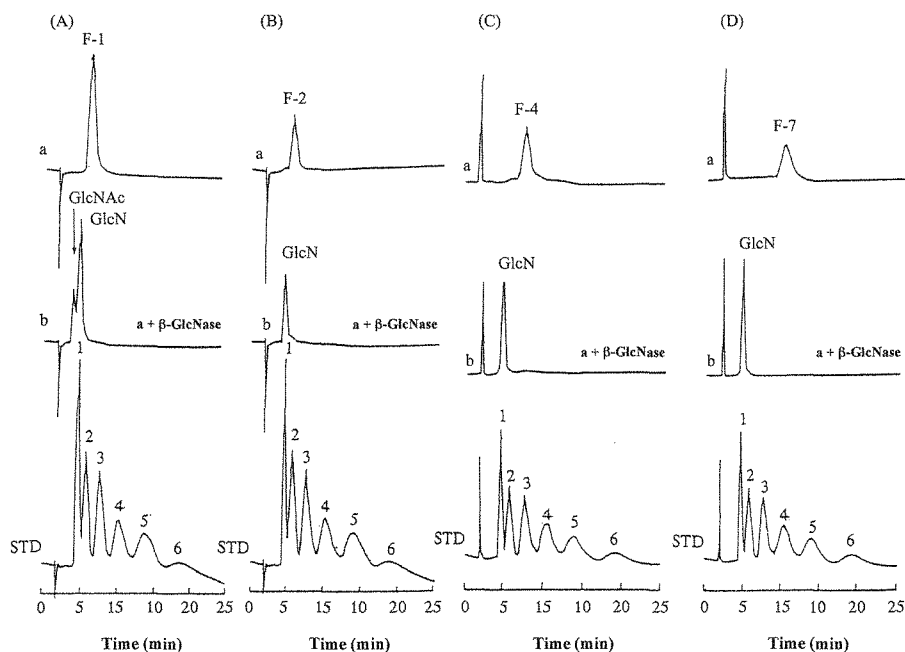 (A) (B) (C) (D)
F-1
F-2
F-4
F-7
a
a
a
a
GlcNAc
GlcN
GlcN
GlcN
GlcN
b a + β-GlcNase
b a + β-GlcNase
b a + β-GlcNase
b a + β-GlcNase
1 2 3 4 5 6
1 2 3 4 5 6
1 2 3 4 5 6
1 2 3 4 5 6
STD STD STD STD
0 5 10 15 20 25
0 5 10 15 20 25
0 5 10 15 20 25
0 5 10 15 20 25
Time (min) Time (min) Time (min) Time (min)